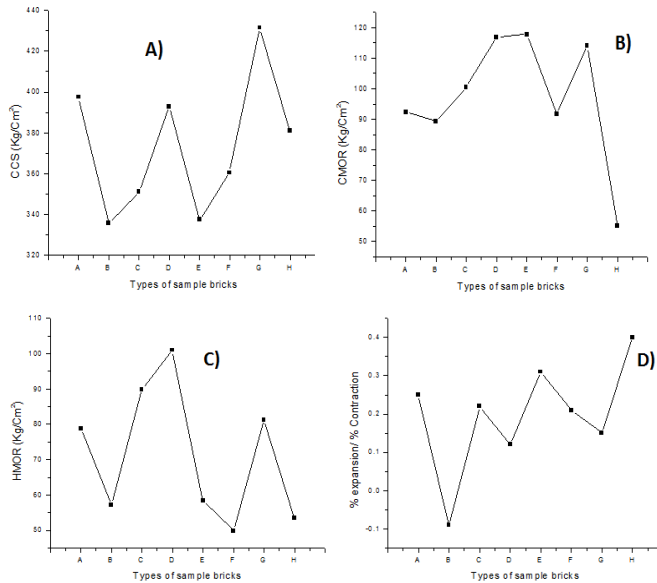 A)
CCS (Kg/Cm²)
440
420
400
380
360
340
320
A B C D E F G H
Types of sample bricks
B)
CMOR (Kg/Cm²)
120
110
100
90
80
70
60
50
A B C D E F G H
Types of sample bricks
C)
HMOR (Kg/Cm²)
110
100
90
80
70
60
50
A B C D E F G H
Types of sample bricks
D)
% expansion/ % Contraction
0.4
0.3
0.2
0.1
0.0
-0.1
A B C D E F G H
Types of sample bricks